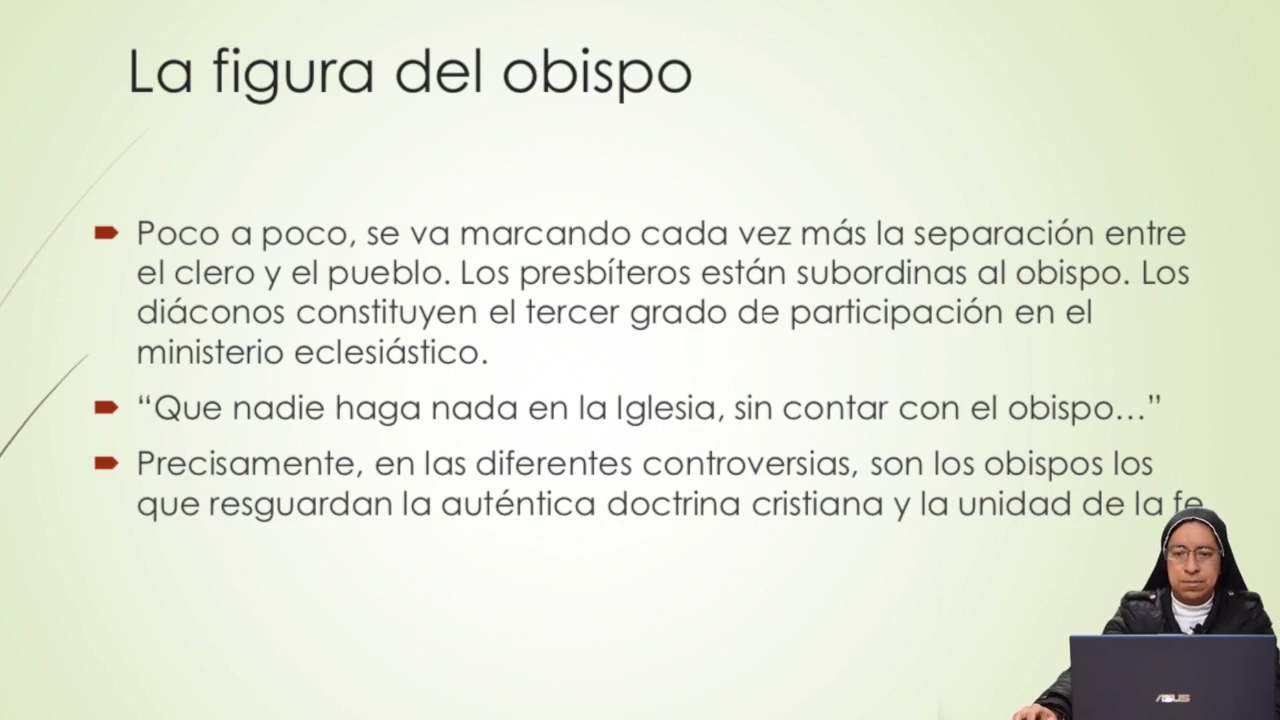 La figura del obispo
Poco a poco, se va marcando cada vez más la separación entre
el clero y el pueblo. Los presbíteros están subordinas al obispo. Los
diáconos constituyen el tercer grado de participación en el
ministerio eclesiástico.
“Que nadie haga nada en la Iglesia, sin contar con el obispo…”
Precisamente, en las diferentes controversias, son los obispos los
que resguardan la auténtica doctrina cristiana y la unidad de la fe
ASUS